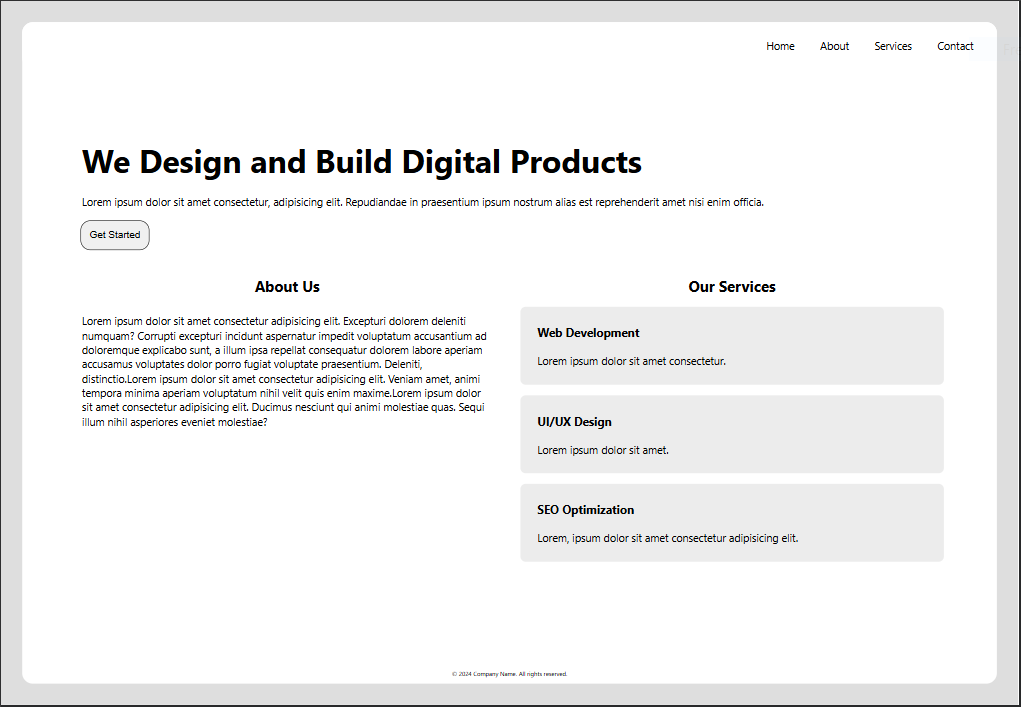 Home About Services Contact
We Design and Build Digital Products
Lorem ipsum dolor sit amet consectetur, adipisicing elit. Repudiandae in praesentium ipsum nostrum alias est reprehenderit amet nisi enim officia.
Get Started
About Us
Lorem ipsum dolor sit amet consectetur adipisicing elit. Excepturi dolorem deleniti
numquam? Corrupti excepturi incidunt aspernatur impedit voluptatum accusantium ad
doloremque explicabo sunt, a illum ipsa repellat consequatur dolorem labore aperiam
accusamus voluptates dolor porro fugiat voluptate praesentium. Deleniti,
distinctio.Lorem ipsum dolor sit amet consectetur adipisicing elit. Veniam amet, animi
tempora minima aperiam voluptatum nihil velit quis enim maxime.Lorem ipsum dolor
sit amet consectetur adipisicing elit. Ducimus nesciunt qui animi molestiae quas. Sequi
illum nihil asperiores eveniet molestiae?
Our Services
Web Development
Lorem ipsum dolor sit amet consectetur.
UI/UX Design
Lorem ipsum dolor sit amet.
SEO Optimization
Lorem, ipsum dolor sit amet consectetur adipisicing elit.
© 2024 Company Name. All rights reserved.